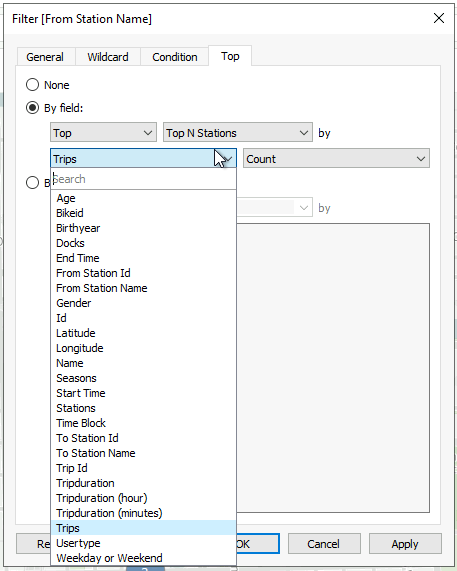 Filter [From Station Name]
General Wildcard Condition Top
None
By field:
Top Top N Stations by
Trips Count
Search
B
by
Age
Bikeid
Birthyear
Docks
End Time
From Station Id
From Station Name
Gender
Id
Latitude
Longitude
Name
Seasons
Start Time
Stations
Time Block
To Station Id
To Station Name
Trip Id
Tripduration
Tripduration (hour)
Tripduration (minutes)
Trips
Usertype
Weekday or Weekend
Re OK Cancel Apply